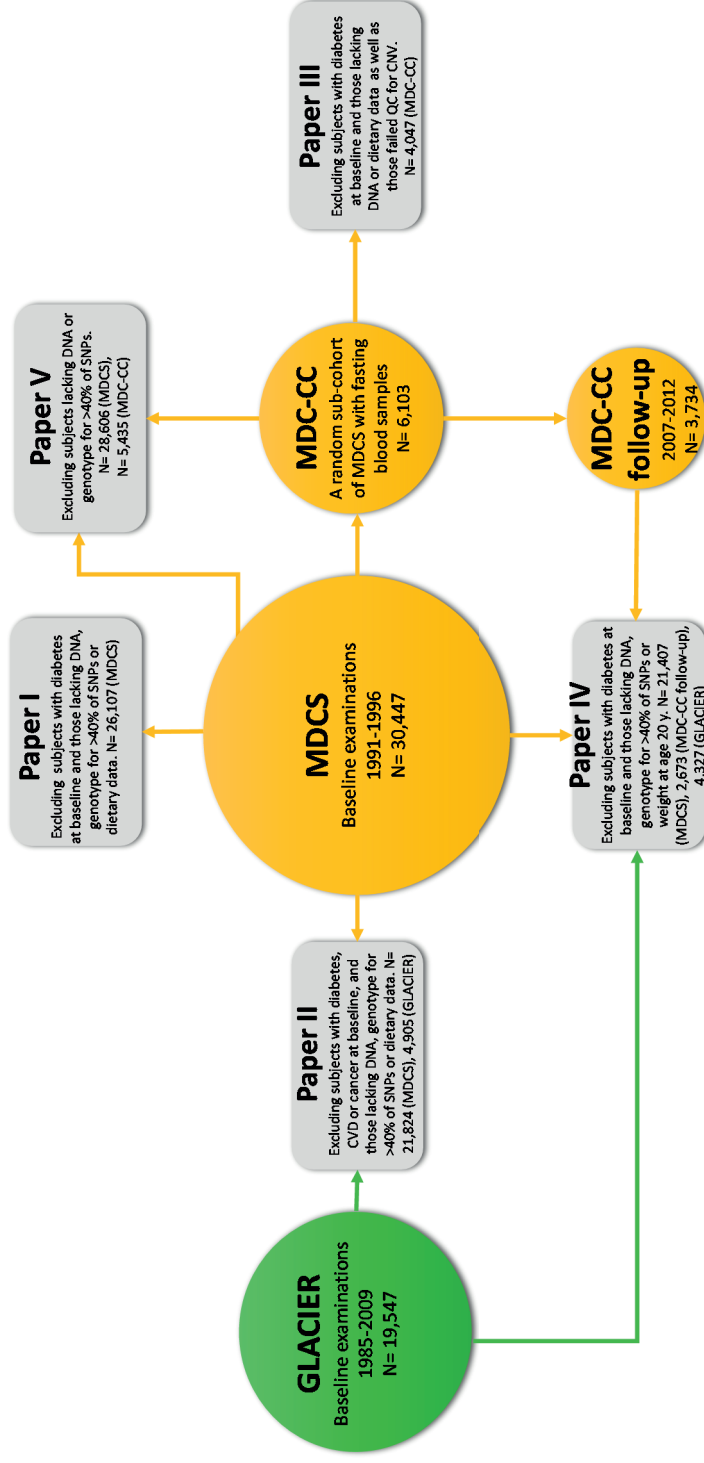 GLACIER
Baseline examinations
1985-2009
N= 19,547
Paper II
Excluding subjects with diabetes,
CVD or cancer at baseline, and
those lacking DNA, genotype for
>40% of SNPs or dietary data. N=
21,824 (MDCS), 4,905 (GLACIER)
MDCS
Baseline examinations
1991-1996
N= 30,447
Paper I
Excluding subjects with diabetes
at baseline and those lacking DNA,
genotype for >40% of SNPs or
dietary data. N= 26,107 (MDCS)
Paper V
Excluding subjects lacking DNA or
genotype for >40% of SNPs.
N= 28,606 (MDCS),
N= 5,435 (MDC-CC)
MDC-CC
A random sub-cohort
of MDCS with fasting
blood samples
N= 6,103
Paper III
Excluding subjects with diabetes
at baseline and those lacking
DNA or dietary data as well as
those failed QC for CNV.
N= 4,047 (MDC-CC)
Paper IV
Excluding subjects with diabetes at
baseline and those lacking DNA,
genotype for >40% of SNPs or
weight at age 20 y. N= 21,407
(MDCS), 2,673 (MDC-CC follow-up),
4,327 (GLACIER)
MDC-CC
follow-up
2007-2012
N= 3,734